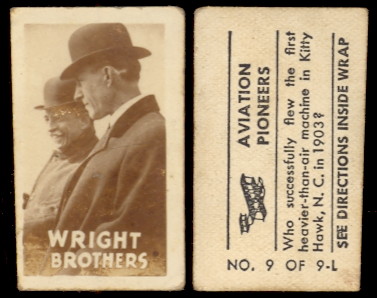 WRIGHT
BROTHERS
AVIATION
PIONEERS
Who successfully flew the first
heavier-than-air machine in Kitty
Hawk, N. C. in 1903?
SEE DIRECTIONS INSIDE WRAP
NO. 9 OF 9-L